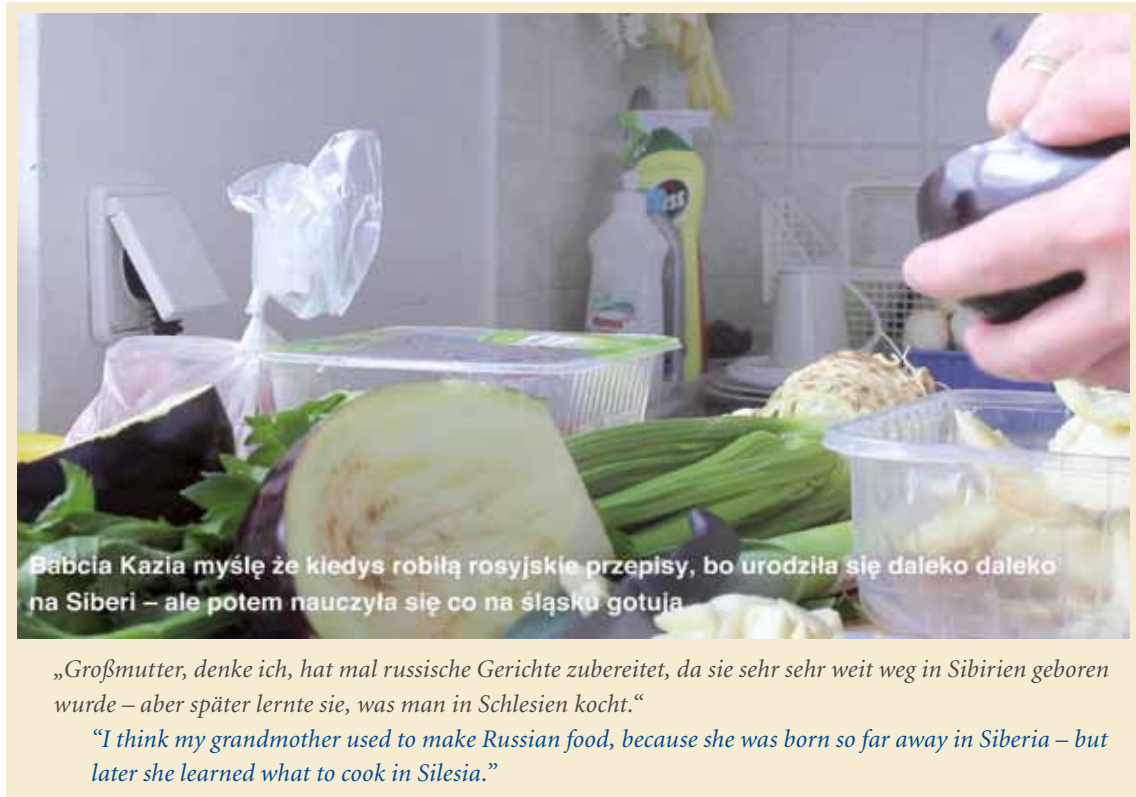 Babcia Kazia myślę że kiedys robiłą rosyjskie przepisy, bo urodziła się daleko daleko
na Siberi – ale potem nauczyła się co na śląsku gotują
„Großmutter, denke ich, hat mal russische Gerichte zubereitet, da sie sehr sehr weit weg in Sibirien geboren
wurde – aber später lernte sie, was man in Schlesien kocht.“
“I think my grandmother used to make Russian food, because she was born so far away in Siberia – but
later she learned what to cook in Silesia.”